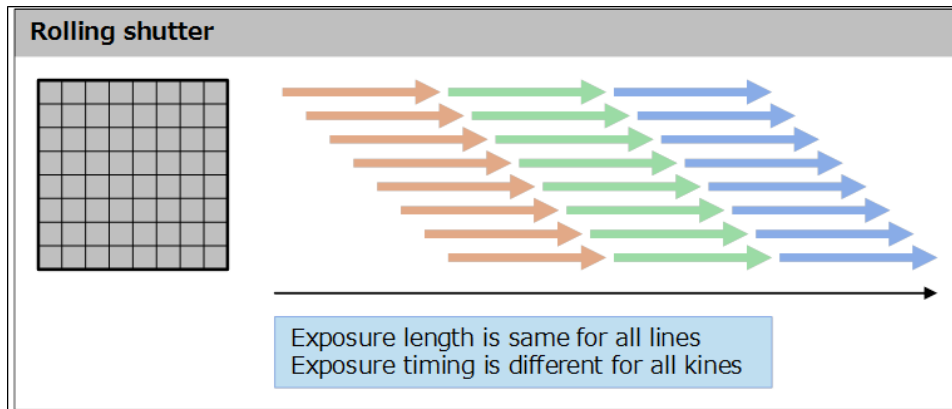 Rolling shutter
Exposure length is same for all lines
Exposure timing is different for all kines